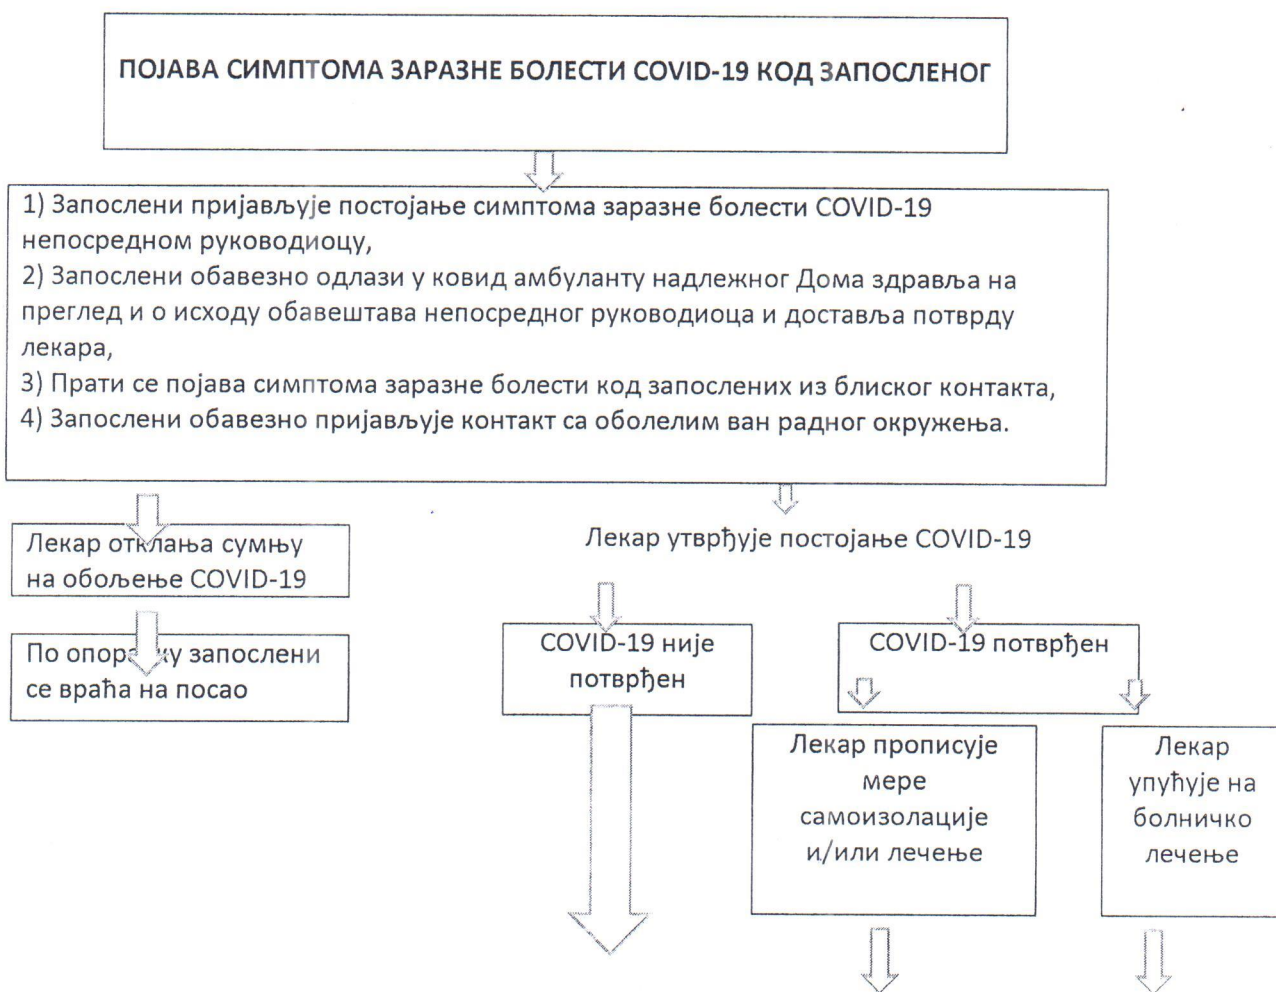 ПОЈАВА СИМПТОМА ЗАРАЗНЕ БОЛЕСТИ COVID-19 КОД ЗАПОСЛЕНОГ
1) Запослени пријављује постојање симптома заразне болести COVID-19
непосредном руководиоцу,
2) Запослени обавезно одлази у ковид амбуланту надлежног Дома здравља на
преглед и о исходу обавештава непосредног руководиоца и доставља потврду
лекара,
3) Прати се појава симптома заразне болести код запослених из блиског контакта,
4) Запослени обавезно пријављује контакт са оболелим ван радног окружења.
Лекар отклања сумњу
на обољење COVID-19
По запослени
се враћа на посао
Лекар утврђује постојање COVID-19
COVID-19 није
потврђен
COVID-19 потврђен
Лекар прописује
мере
самоизолације
и/или лечење
Лекар
упућује на
болничко
лечење